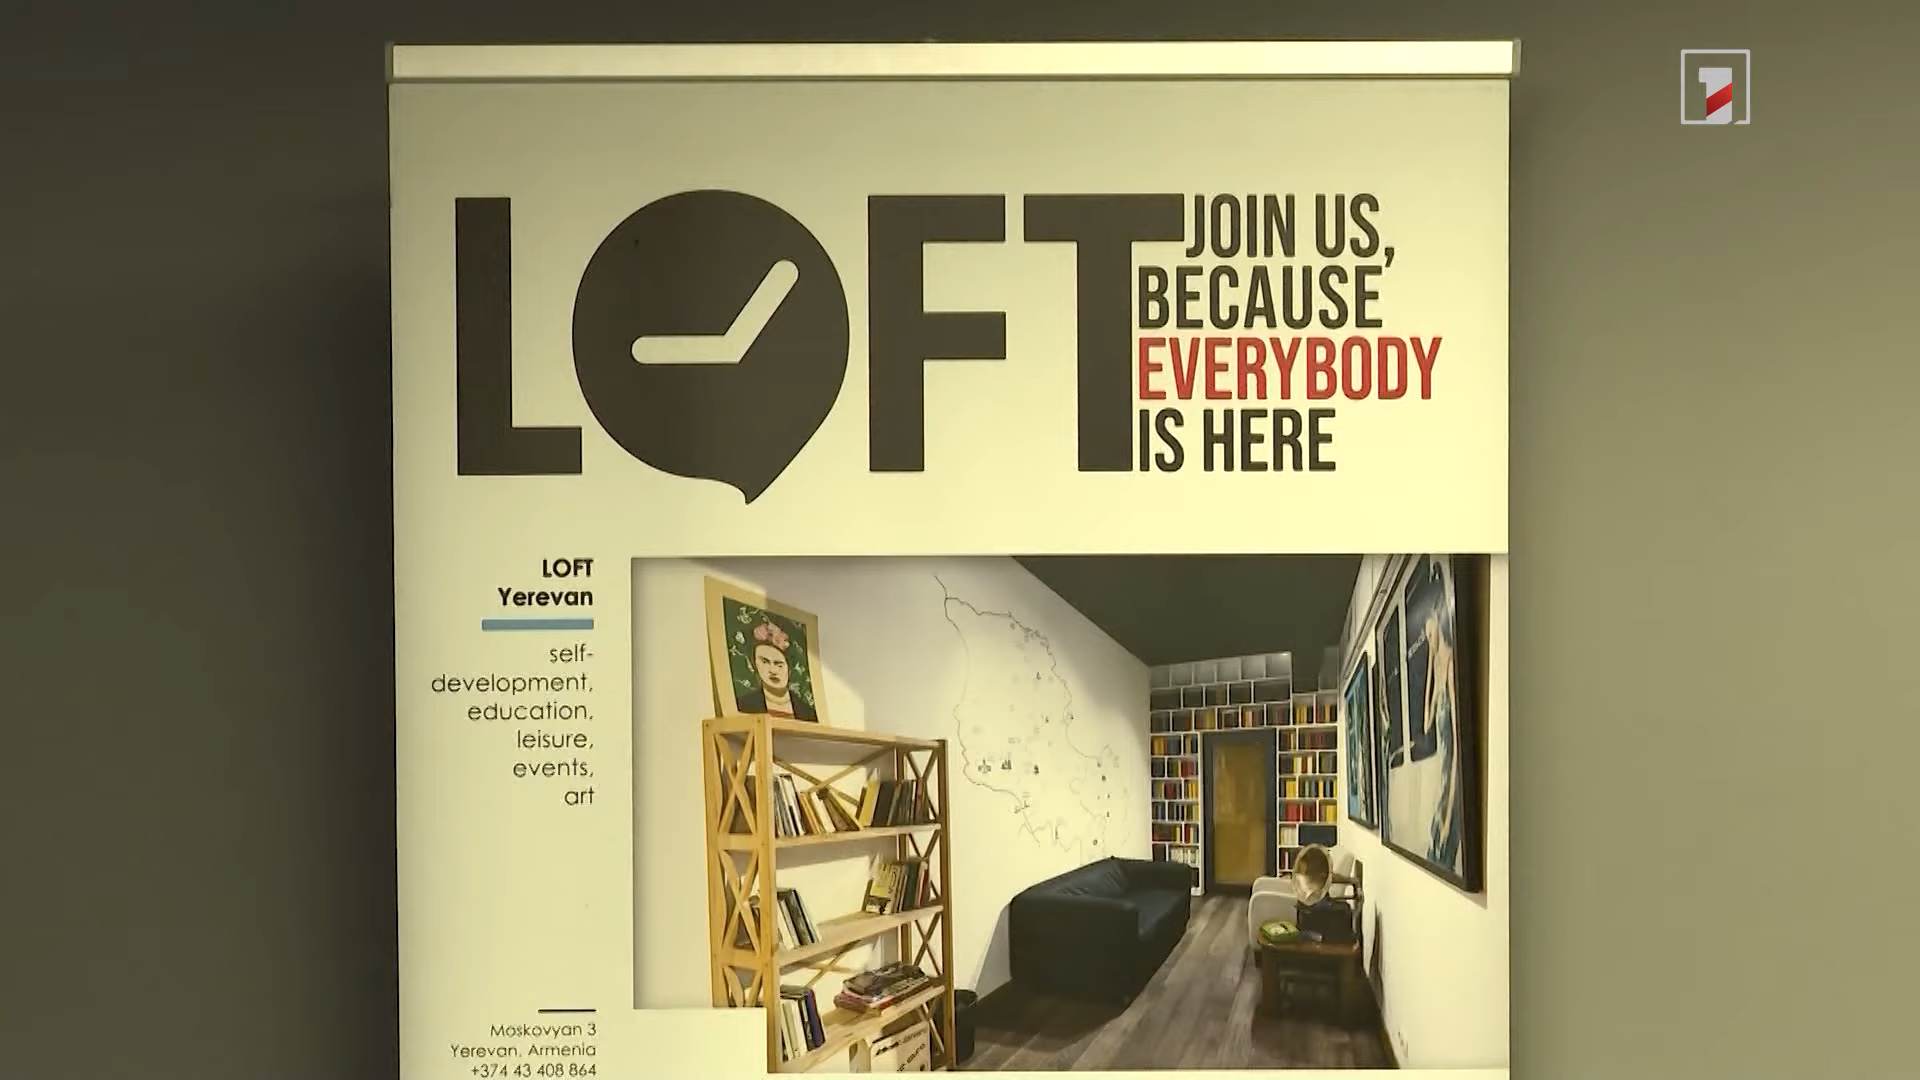 LOFT
JOIN US,
BECAUSE
EVERYBODY
IS HERE
LOFT
Yerevan
self-
development,
education,
leisure,
events,
art
Moskovyan 3
Yerevan, Armenia
+374 43 408 864
1